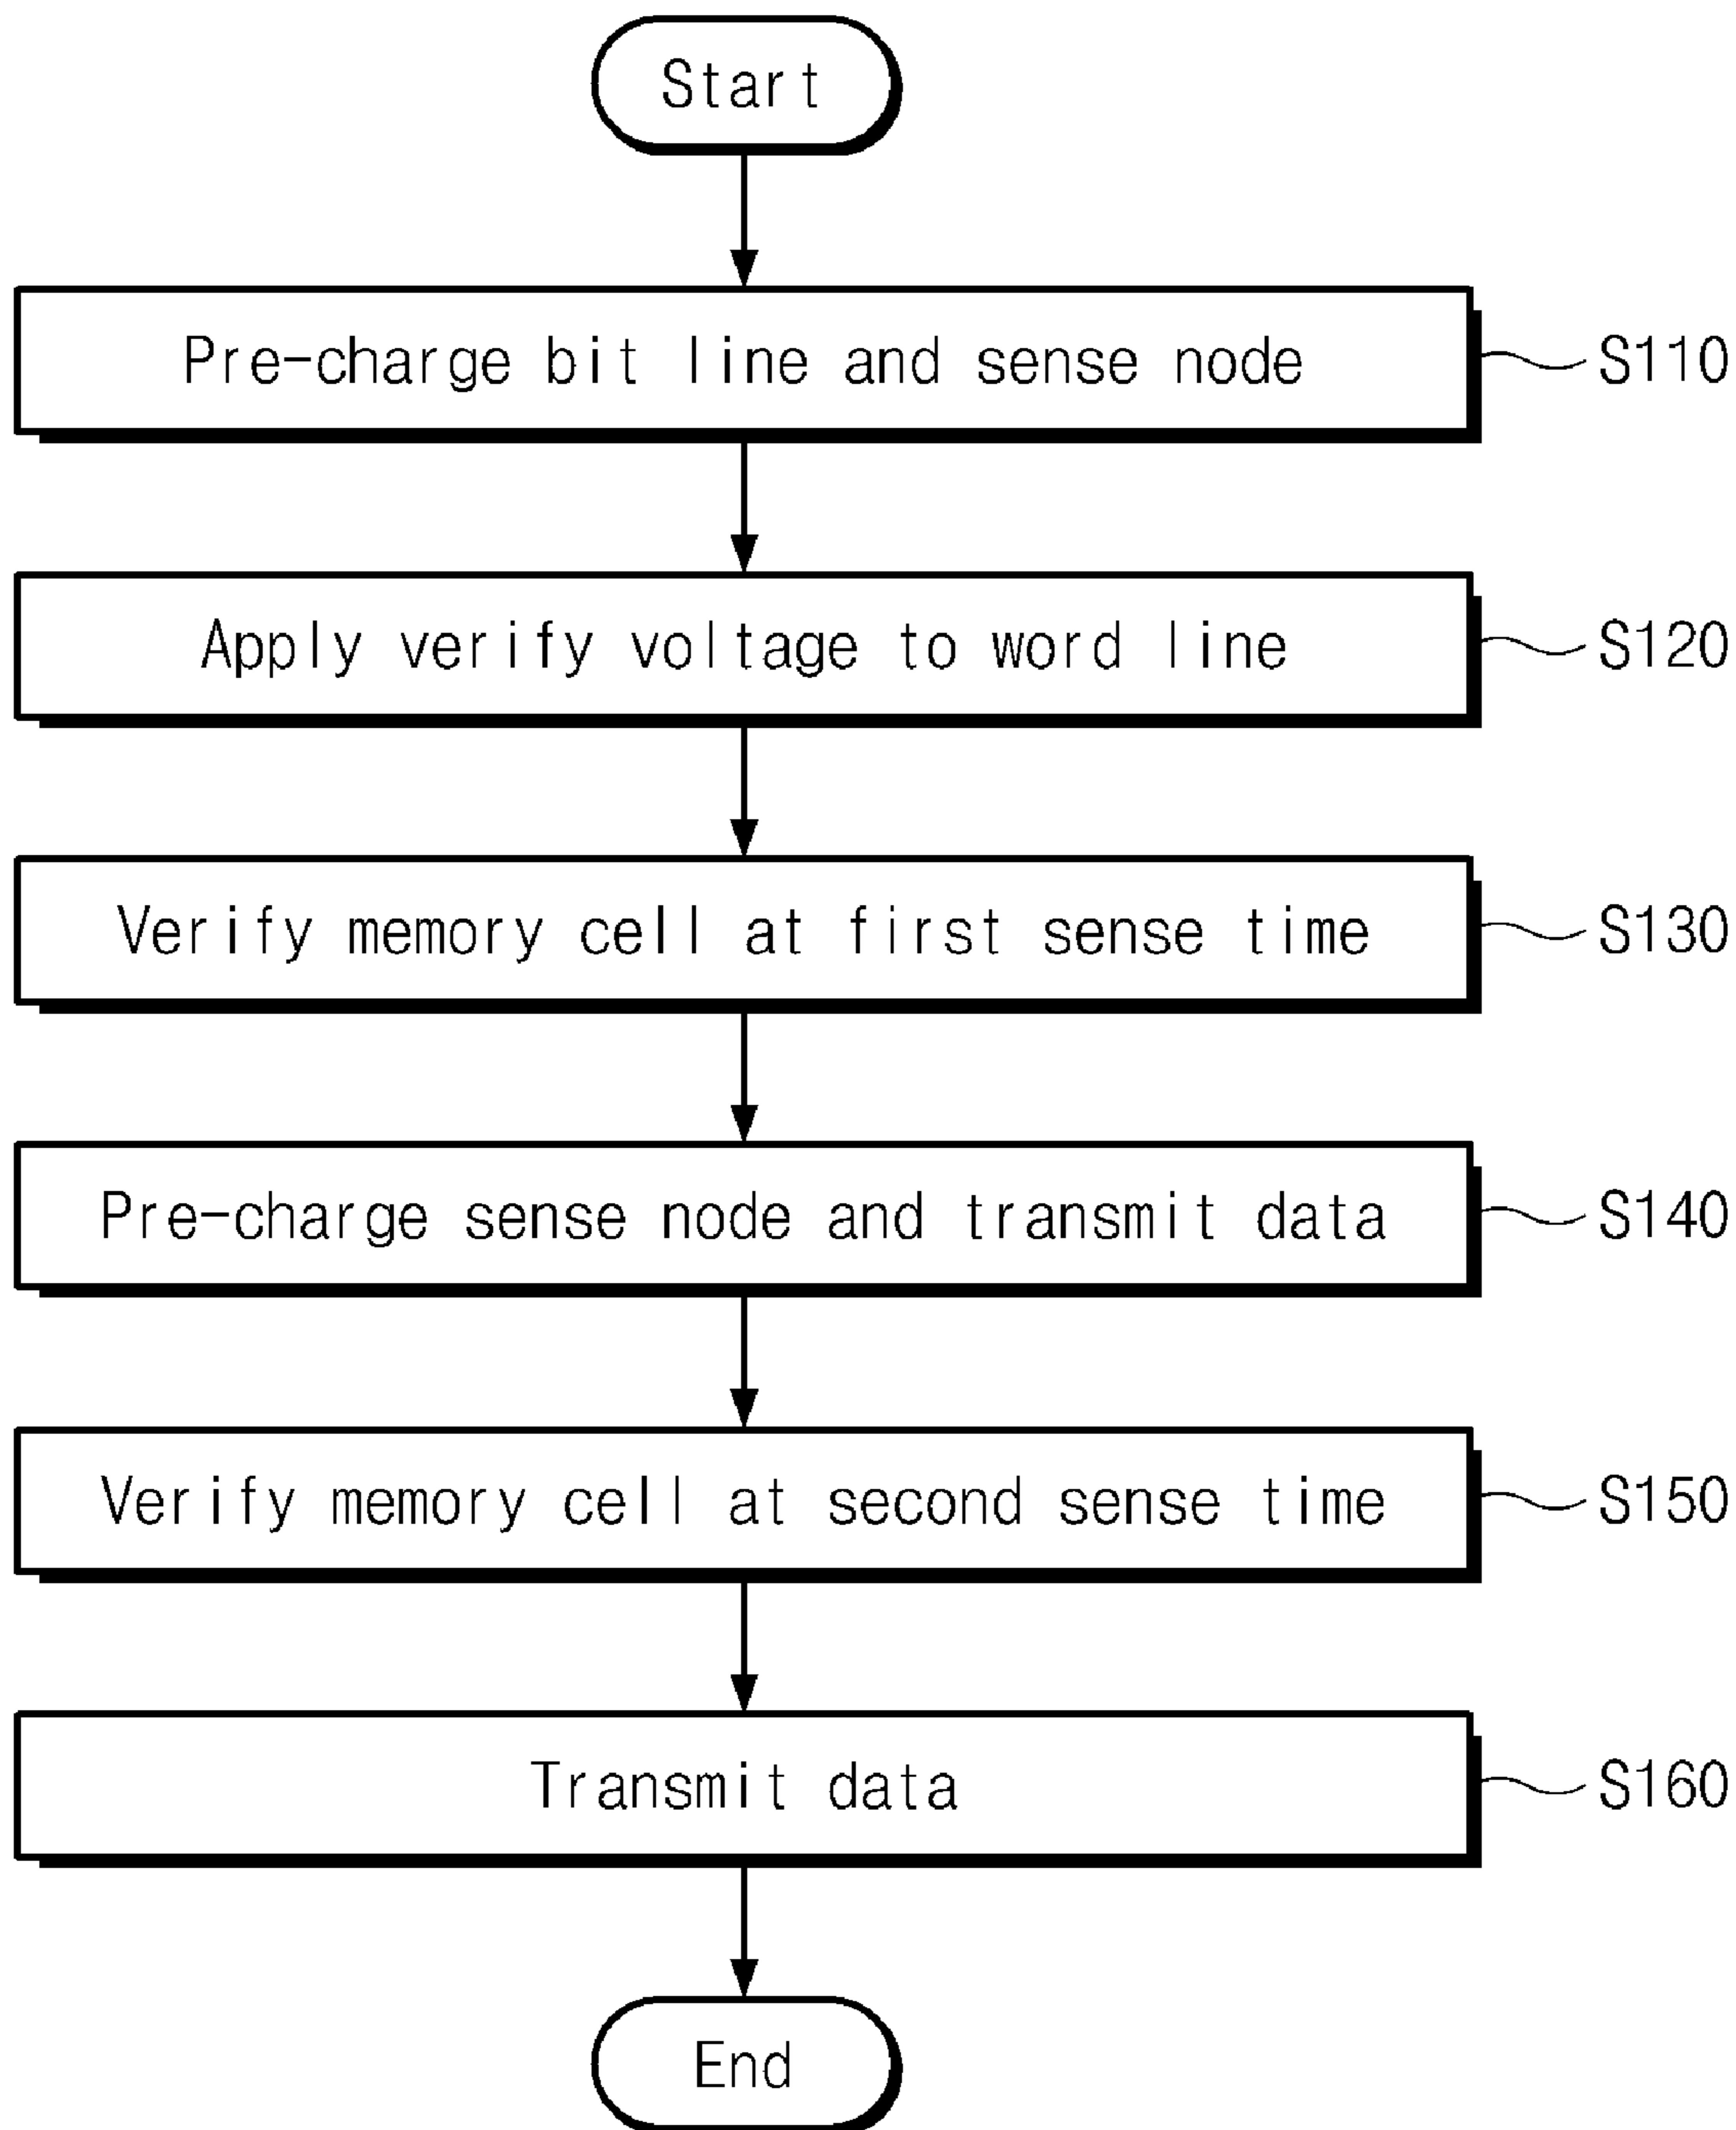 Start
Pre-charge bit line and sense node S110
Apply verify voltage to word line S120
Verify memory cell at first sense time S130
Pre-charge sense node and transmit data S140
Verify memory cell at second sense time S150
Transmit data S160
End